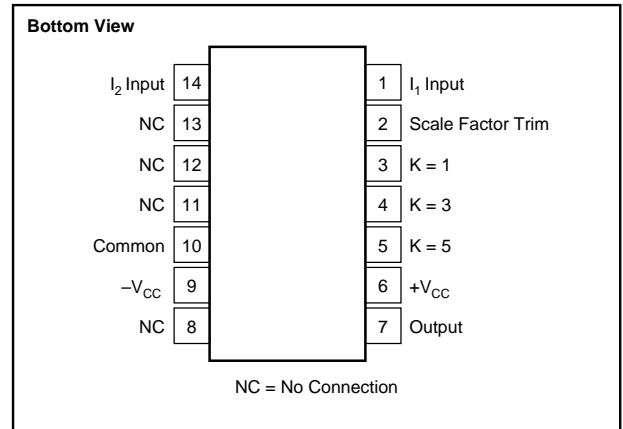 Bottom View
I2 Input 14 1 I1 Input
NC 13 2 Scale Factor Trim
NC 12 3 K = 1
NC 11 4 K = 3
Common 10 5 K = 5
–VCC 9 6 +VCC
NC 8 7 Output
NC = No Connection